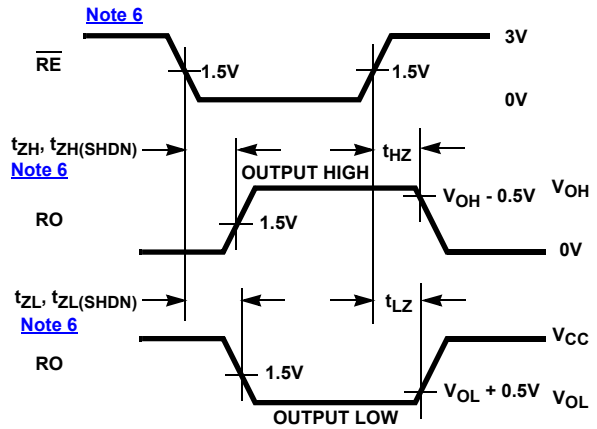 Note 6
RE
1.5V
1.5V
3V
0V
tZH, tZH(SHDN)
Note 6
OUTPUT HIGH
tHZ
RO
1.5V
VOH - 0.5V
VOH
0V
tZL, tZL(SHDN)
Note 6
tLZ
RO
1.5V
VCC
VOL + 0.5V
VOL
OUTPUT LOW